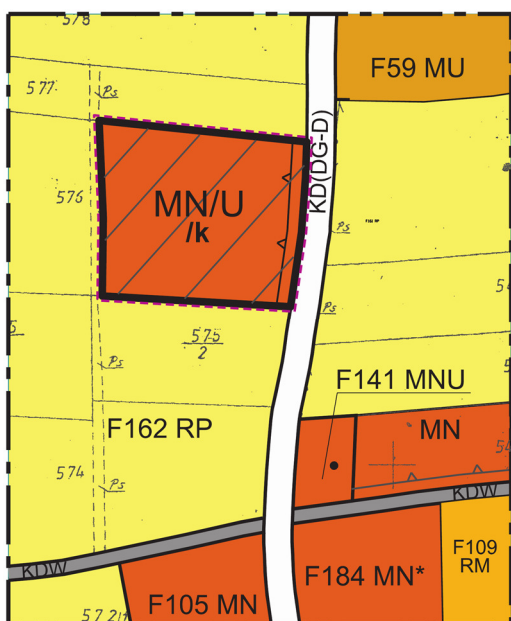 578
F59 MU
577
Ps
KD(DG-D)
576
MN/U
/k
Ps
Ps
575
2
Ps
F141 MNU
F162 RP
MN
574
Ps
KDW
KDW
F109
RM
F184 MN*
F105 MN